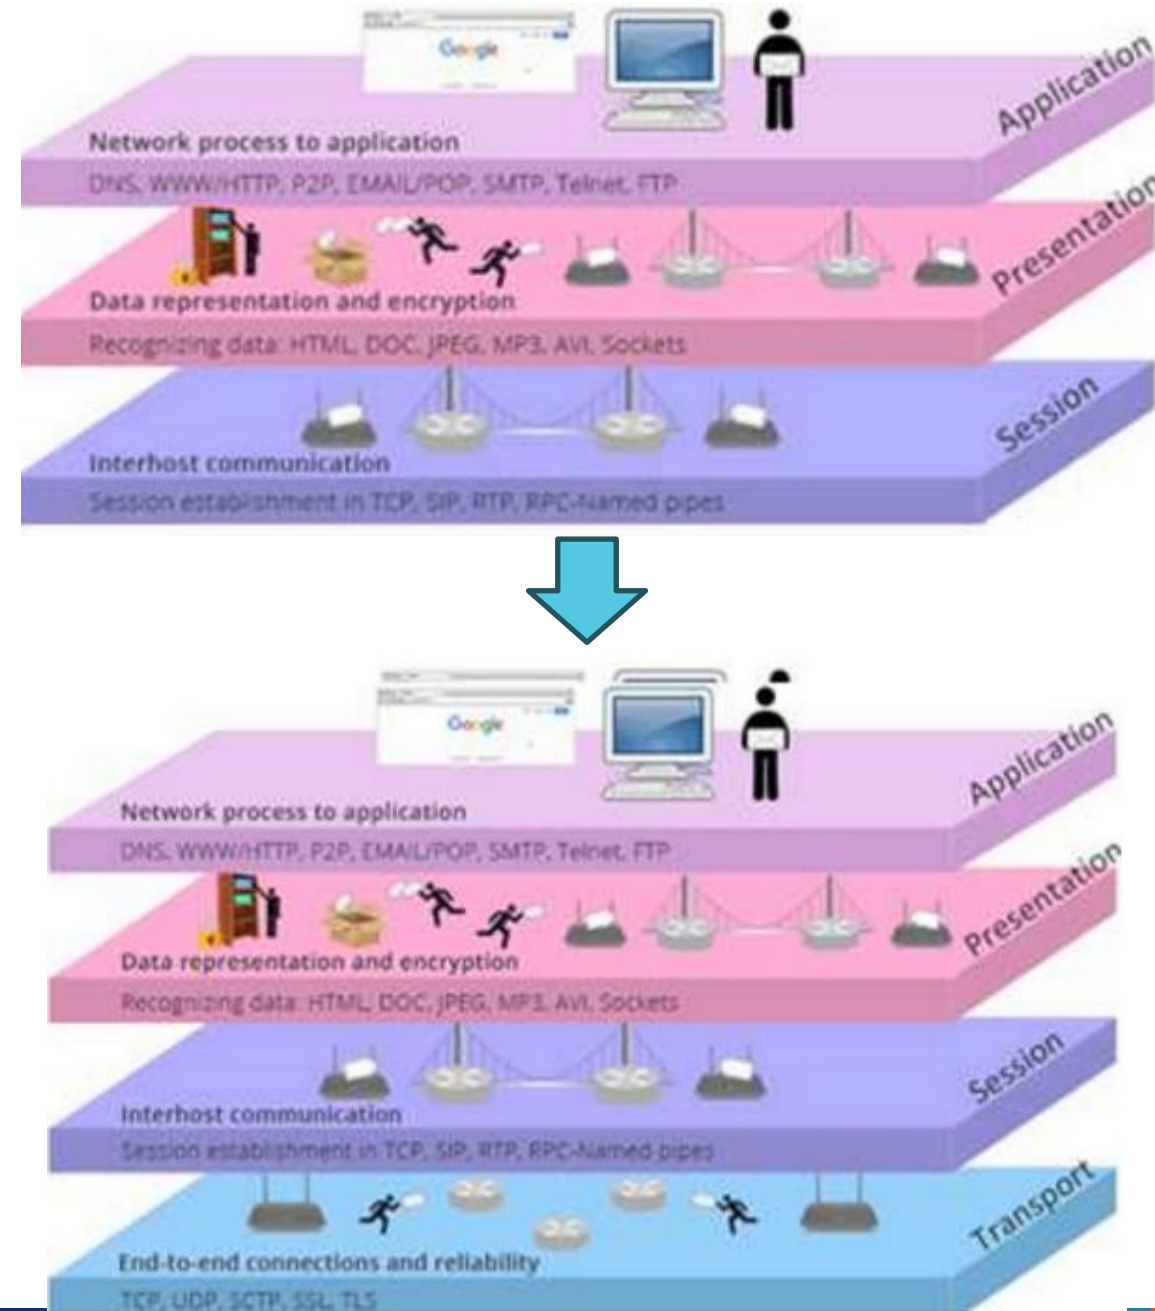 Google
Application
Network process to application
DNS, WWW/HTTP, P2P, EMAIL/POP, SMTP, Telnet, FTP
Presentation
Data representation and encryption
Recognizing data: HTML, DOC, JPEG, MP3, AVI, Sockets
Session
Interhost communication
Session establishment in TCP, SIP, RTP, RPC-Named pipes
Google
Application
Network process to application
DNS, WWW/HTTP, P2P, EMAIL/POP, SMTP, Telnet, FTP
Presentation
Data representation and encryption
Recognizing data: HTML, DOC, JPEG, MP3, AVI, Sockets
Session
Interhost communication
Session establishment in TCP, SIP, RTP, RPC-Named pipes
Transport
End-to-end connections and reliability
TCP, UDP, SCTP, SSL, TLS